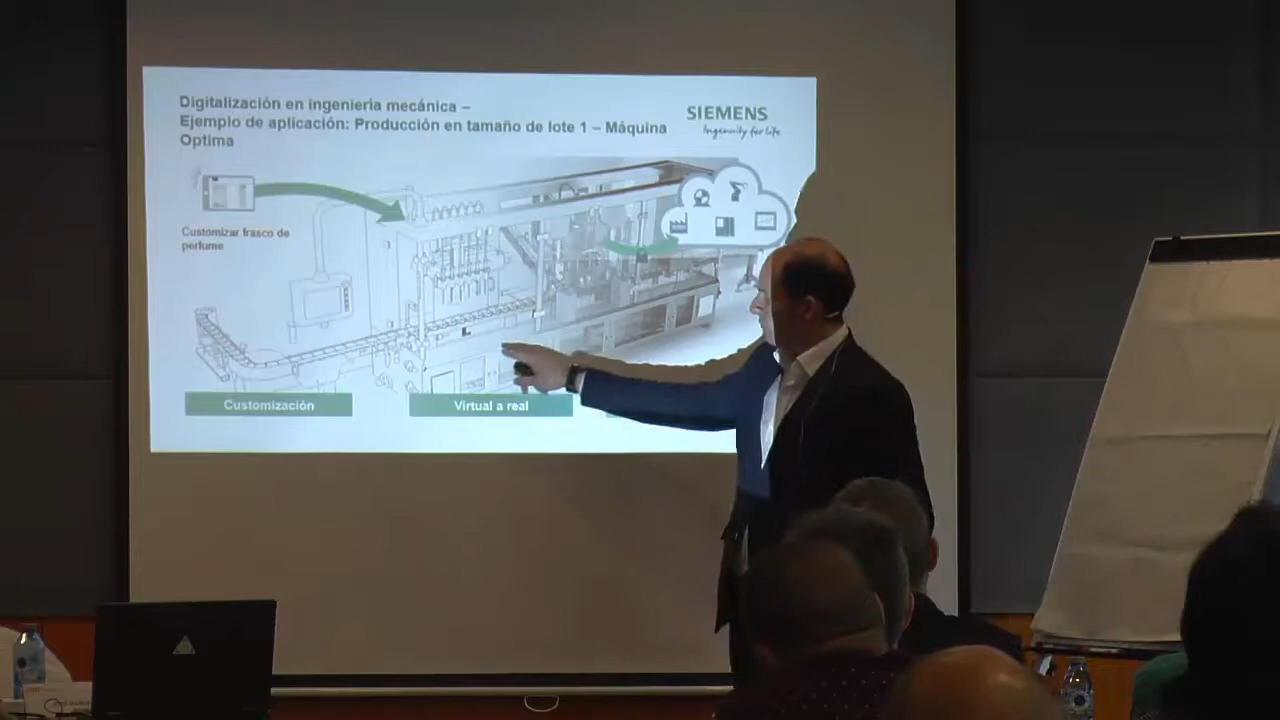 Digitalización en ingeniería mecánica –
Ejemplo de aplicación: Producción en tamaño de lote 1 – Máquina
Optima
SIEMENS
Ingenuity for life
Customizar frasco de
perfume
Customización
Virtual a real